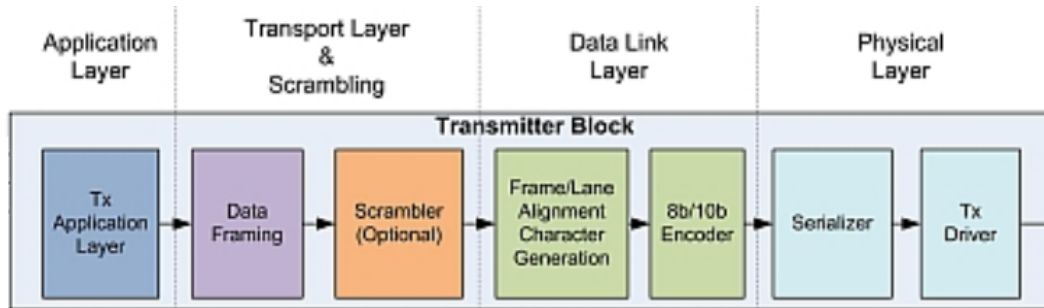 Application
Layer
Transport Layer
&
Scrambling
Data Link
Layer
Physical
Layer
Transmitter Block
Tx
Application
Layer
Data
Framing
Scrambler
(Optional)
Frame/Lane
Alignment
Character
Generation
8b/10b
Encoder
Serializer
Tx
Driver